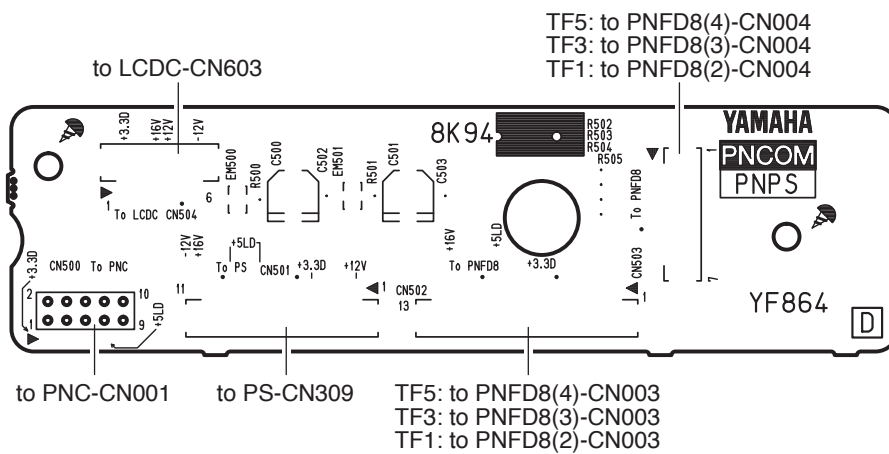 TF5: to PNFD8(4)-CN004
TF3: to PNFD8(3)-CN004
TF1: to PNFD8(2)-CN004
to LCDC-CN603
+3.3D
+16V
+12V
-12V
EM500
R500
C500
C502
EM501
R501
C501
C503
8K94
R502
R503
R504
R505
YAMAHA
PNCOM
PNPS
1
6
To LCDC CN504
To PNFD8
CN503
1
7
-12V
+16V
+5LD
To PS
CN501
+3.3D
+12V
+16V
+5LD
To PNFD8
+3.3D
CN500 To PNC
+3.3D
2
10
1
9
+5LD
11
1
CN502
13
1
YF864
D
to PNC-CN001
to PS-CN309
TF5: to PNFD8(4)-CN003
TF3: to PNFD8(3)-CN003
TF1: to PNFD8(2)-CN003